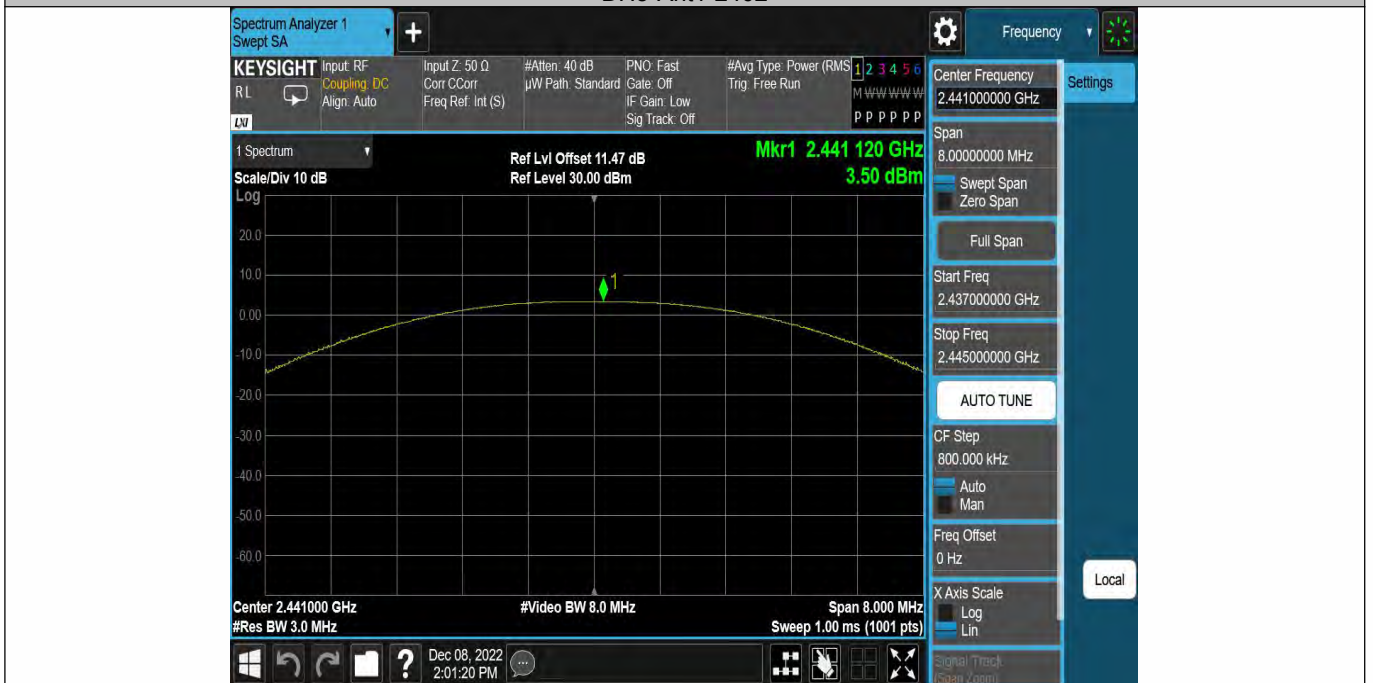 Spectrum Analyzer 1
Swept SA
+
Frequency
KEYSIGHT
RL
LXI
Input: RF
Coupling: DC
Align: Auto
Input Z: 50 Ω
Corr CCorr
Freq Ref: Int (S)
#Atten: 40 dB
µW Path: Standard
PNO: Fast
Gate: Off
IF Gain: Low
Sig Track: Off
#Avg Type: Power (RMS
Trig: Free Run
1 2 3 4 5 6
M W W W W W
P P P P P P
1 Spectrum
Scale/Div 10 dB
Log
Ref Lvl Offset 11.47 dB
Ref Level 30.00 dBm
Mkr1 2.441 120 GHz
3.50 dBm
20.0
10.0
0.00
-10.0
-20.0
-30.0
-40.0
-50.0
-60.0
1
Center 2.441000 GHz
#Res BW 3.0 MHz
#Video BW 8.0 MHz
Span 8.000 MHz
Sweep 1.00 ms (1001 pts)
?
Dec 08, 2022
2:01:20 PM
Center Frequency
2.441000000 GHz
Settings
Span
8.00000000 MHz
Swept Span
Zero Span
Full Span
Start Freq
2.437000000 GHz
Stop Freq
2.445000000 GHz
AUTO TUNE
CF Step
800.000 kHz
Auto
Man
Freq Offset
0 Hz
X Axis Scale
Log
Lin
Local
Signal Track
(Span Zoom)